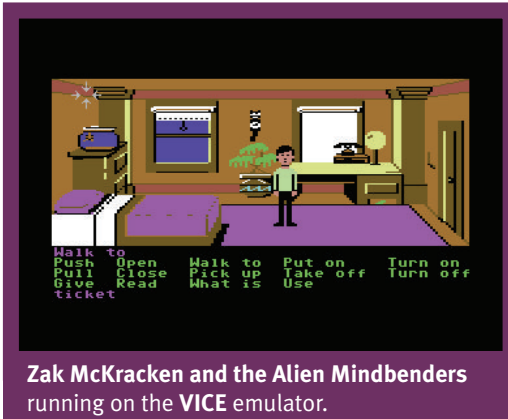 Walk to
Push Open Walk to Put on Turn on
Pull Close Pick up Take off Turn off
Give Read What is Use
ticket
Zak McKracken and the Alien Mindbenders
running on the VICE emulator.